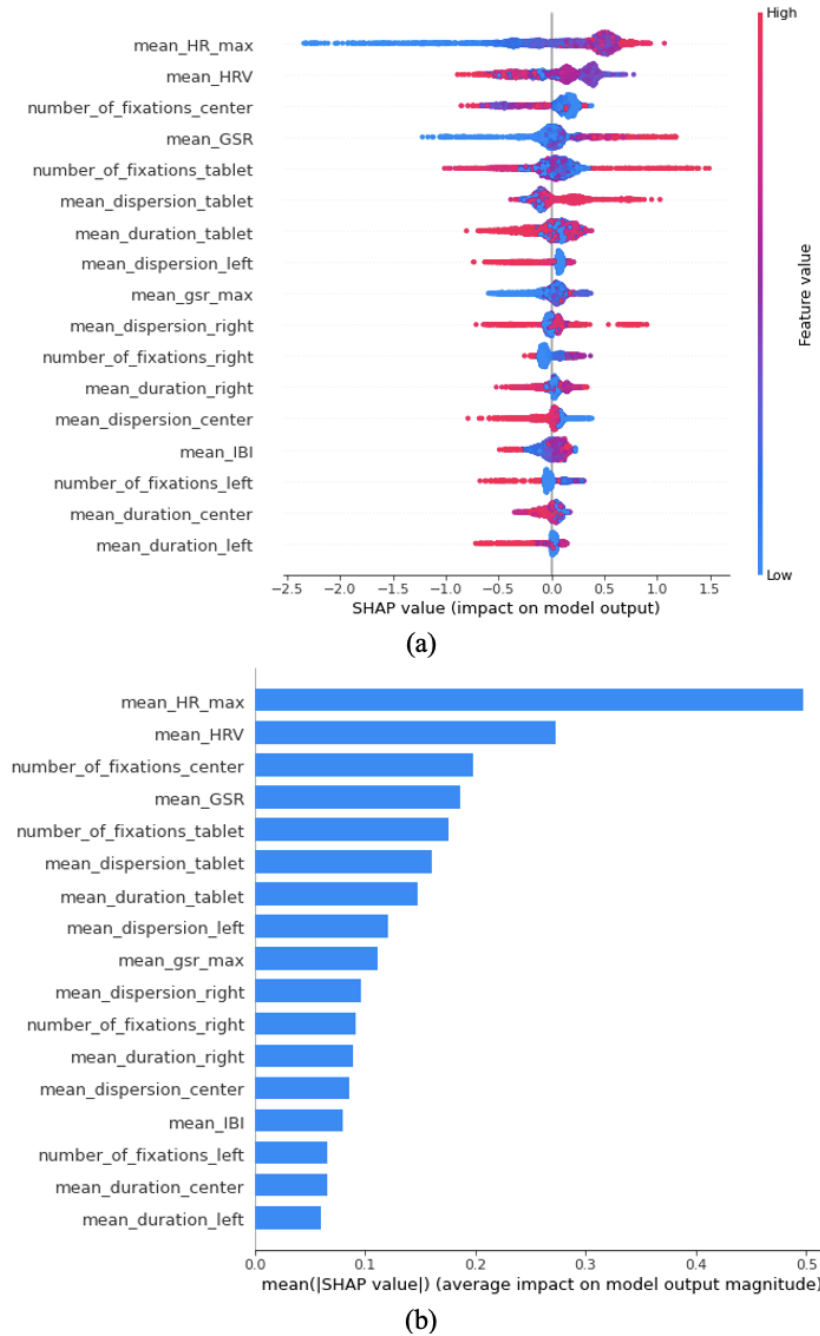 High
mean_HR_max
mean_HRV
number_of_fixations_center
mean_GSR
number_of_fixations_tablet
mean_dispersion_tablet
mean_duration_tablet
mean_dispersion_left
mean_gsr_max
mean_dispersion_right
number_of_fixations_right
mean_duration_right
mean_dispersion_center
mean_IBI
number_of_fixations_left
mean_duration_center
mean_duration_left
Feature value
Low
−2.5 −2.0 −1.5 −1.0 −0.5 0.0 0.5 1.0 1.5
SHAP value (impact on model output)
(a)
mean_HR_max
mean_HRV
number_of_fixations_center
mean_GSR
number_of_fixations_tablet
mean_dispersion_tablet
mean_duration_tablet
mean_dispersion_left
mean_gsr_max
mean_dispersion_right
number_of_fixations_right
mean_duration_right
mean_dispersion_center
mean_IBI
number_of_fixations_left
mean_duration_center
mean_duration_left
0.0 0.1 0.2 0.3 0.4 0.5
mean(|SHAP value|) (average impact on model output magnitude)
(b)